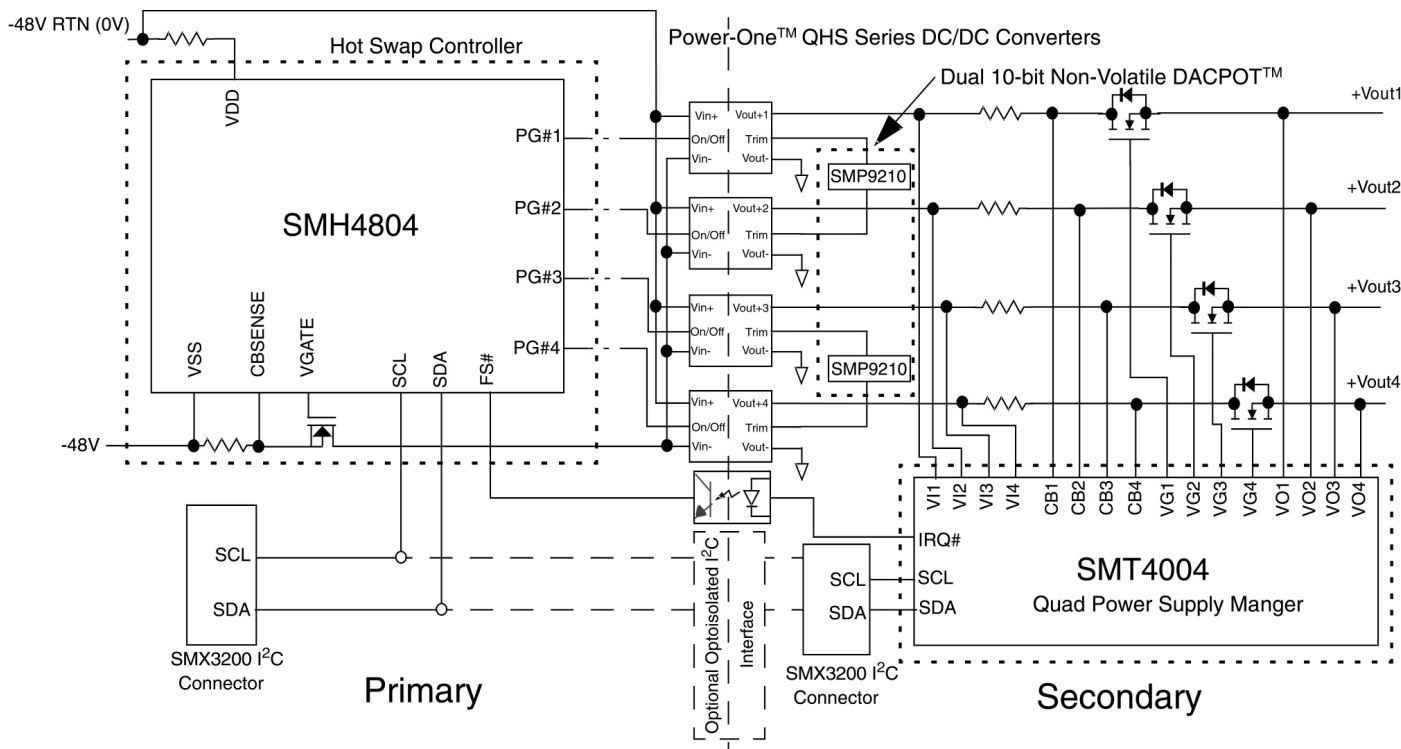 -48V RTN (0V)
Hot Swap Controller
Power-One™ QHS Series DC/DC Converters
Dual 10-bit Non-Volatile DACPOT™
VDD
SMH4804
PG#1
PG#2
PG#3
PG#4
VSS
CBSENSE
VGATE
SCL
SDA
FS#
-48V
Vin+
On/Off
Vin-
Vout+1
Trim
Vout-
Vin+
On/Off
Vin-
Vout+2
Trim
Vout-
Vin+
On/Off
Vin-
Vout+3
Trim
Vout-
Vin+
On/Off
Vin-
Vout+4
Trim
Vout-
SMP9210
SMP9210
+Vout1
+Vout2
+Vout3
+Vout4
VI1
VI2
VI3
VI4
CB1
CB2
CB3
CB4
VG1
VG2
VG3
VG4
VO1
VO2
VO3
VO4
IRQ#
SCL
SDA
SMT4004
Quad Power Supply Manger
SCL
SDA
SMX3200 I²C
Connector
Primary
Optional Optoisolated I²C
Interface
SCL
SDA
SMX3200 I²C
Connector
Secondary